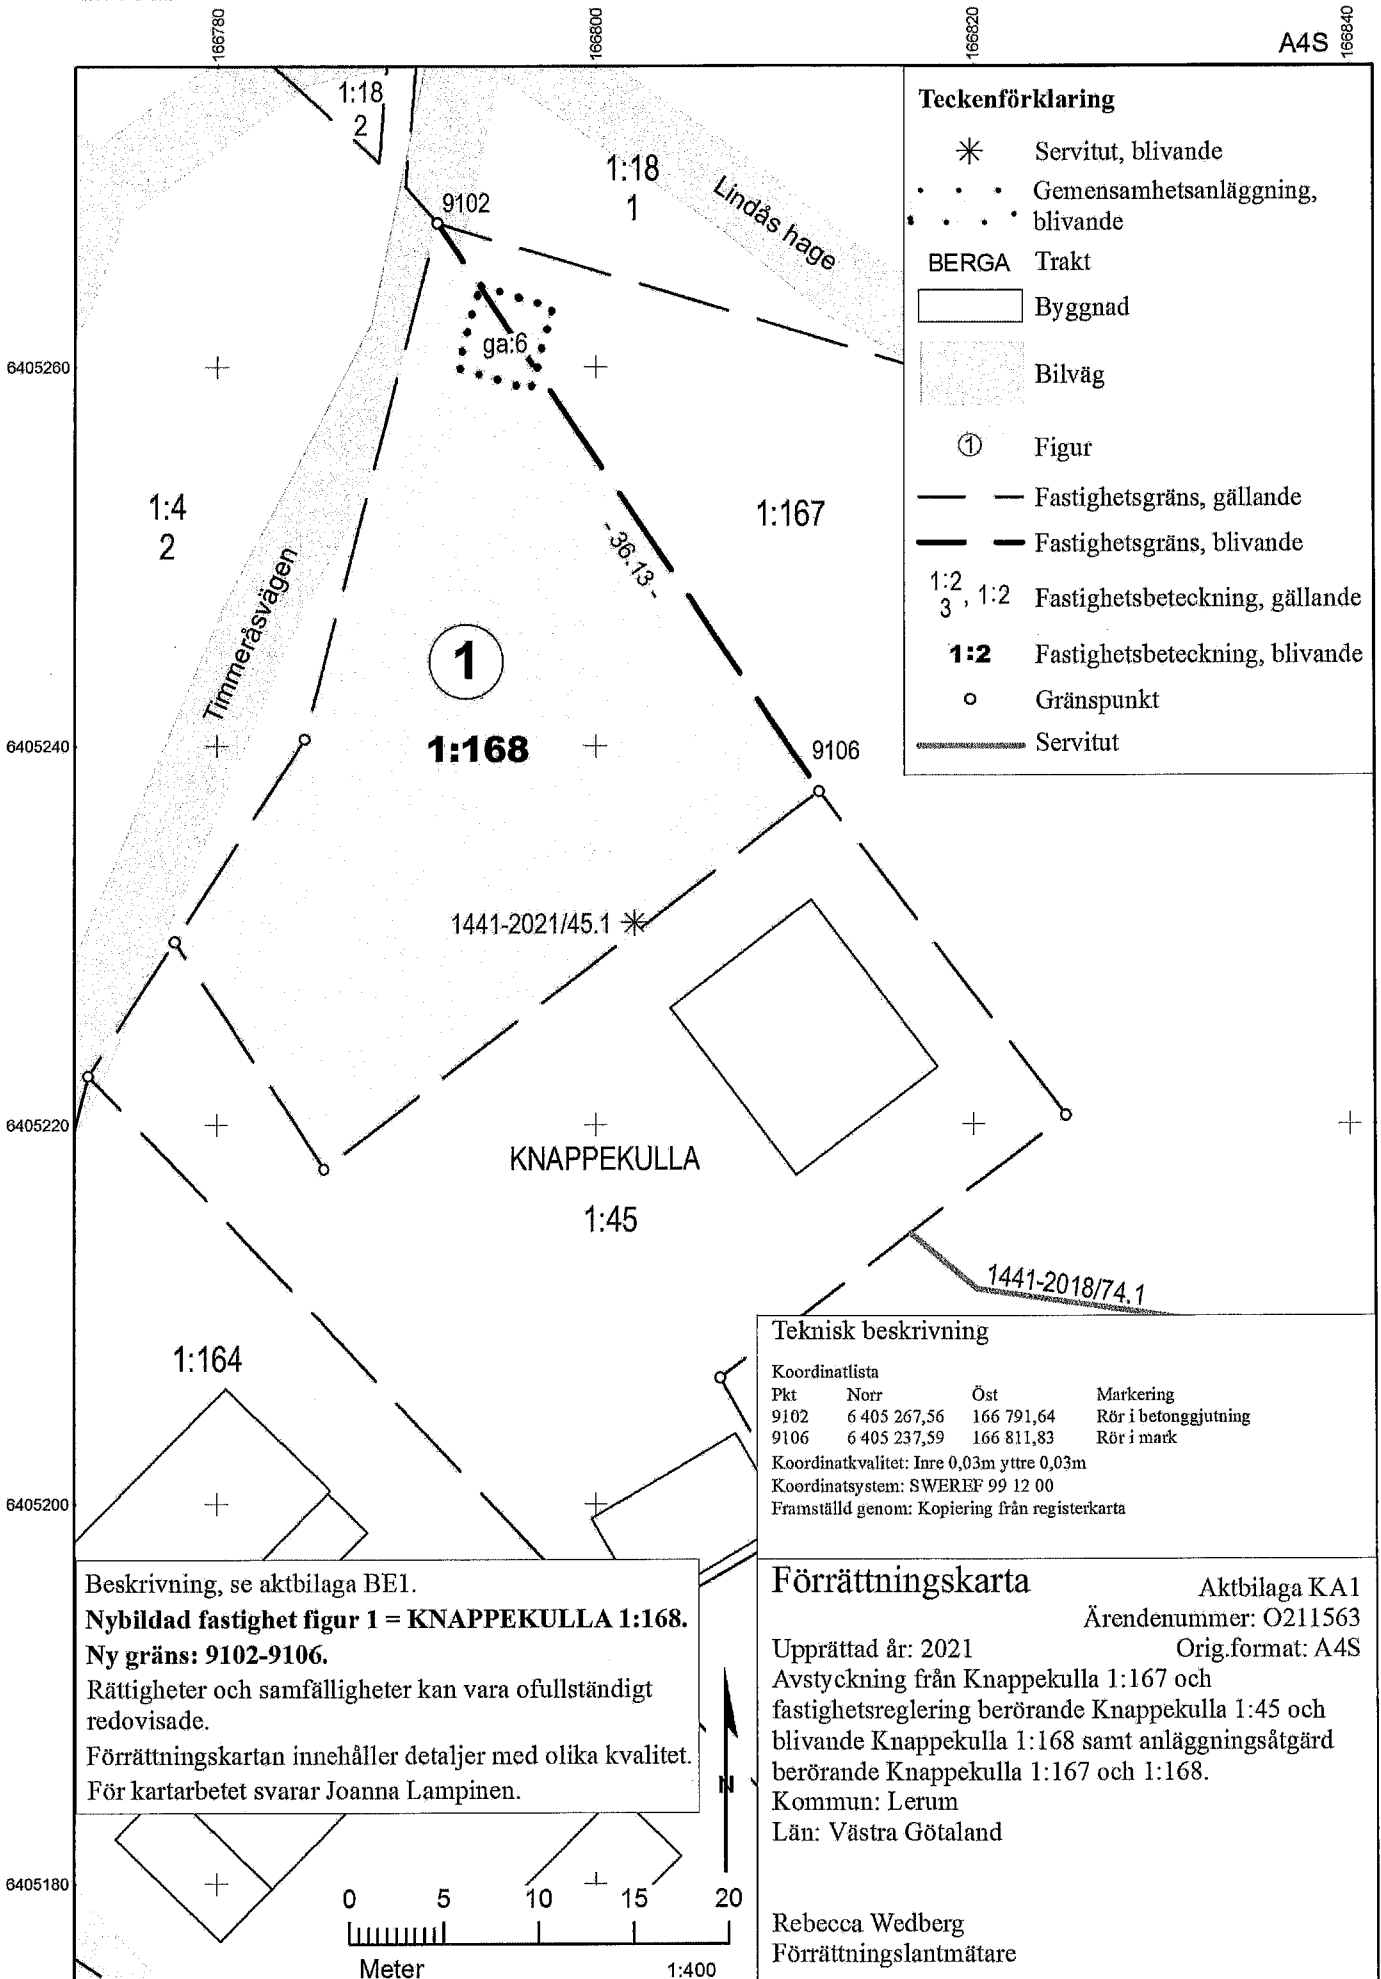 166780
166800
166820
166840
A4S
1:18
2
9102
1:18
1
Lindås hage
ga:6
6405260
1:4
2
Timmeråsvägen
- 36.13 -
1:167
1
1:168
6405240
9106
1441-2021/45.1
6405220
KNAPPEKULLA
1:45
1441-2018/74.1
1:164
6405200
6405180
Teckenförklaring
Servitut, blivande
Gemensamhetsanläggning,
blivande
BERGA Trakt
Byggnad
Bilväg
1 Figur
Fastighetsgräns, gällande
Fastighetsgräns, blivande
1:2
3 , 1:2 Fastighetsbeteckning, gällande
1:2 Fastighetsbeteckning, blivande
Gränspunkt
Servitut
Teknisk beskrivning
Koordinatlista
Pkt Norr Öst Markering
9102 6 405 267,56 166 791,64 Rör i betonggjutning
9106 6 405 237,59 166 811,83 Rör i mark
Koordinatkvalitet: Inre 0,03m yttre 0,03m
Koordinatsystem: SWEREF 99 12 00
Framställd genom: Kopiering från registerkarta
Beskrivning, se aktbilaga BE1.
Nybildad fastighet figur 1 = KNAPPEKULLA 1:168.
Ny gräns: 9102-9106.
Rättigheter och samfälligheter kan vara ofullständigt
redovisade.
Förrättningskartan innehåller detaljer med olika kvalitet.
För kartarbetet svarar Joanna Lampinen.
N
0 5 10 15 20
Meter 1:400
Förrättningskarta Aktbilaga KA1
Ärendenummer: O211563
Upprättad år: 2021 Orig.format: A4S
Avstyckning från Knappekulla 1:167 och
fastighetsreglering berörande Knappekulla 1:45 och
blivande Knappekulla 1:168 samt anläggningsåtgärd
berörande Knappekulla 1:167 och 1:168.
Kommun: Lerum
Län: Västra Götaland
Rebecca Wedberg
Förrättningslantmätare